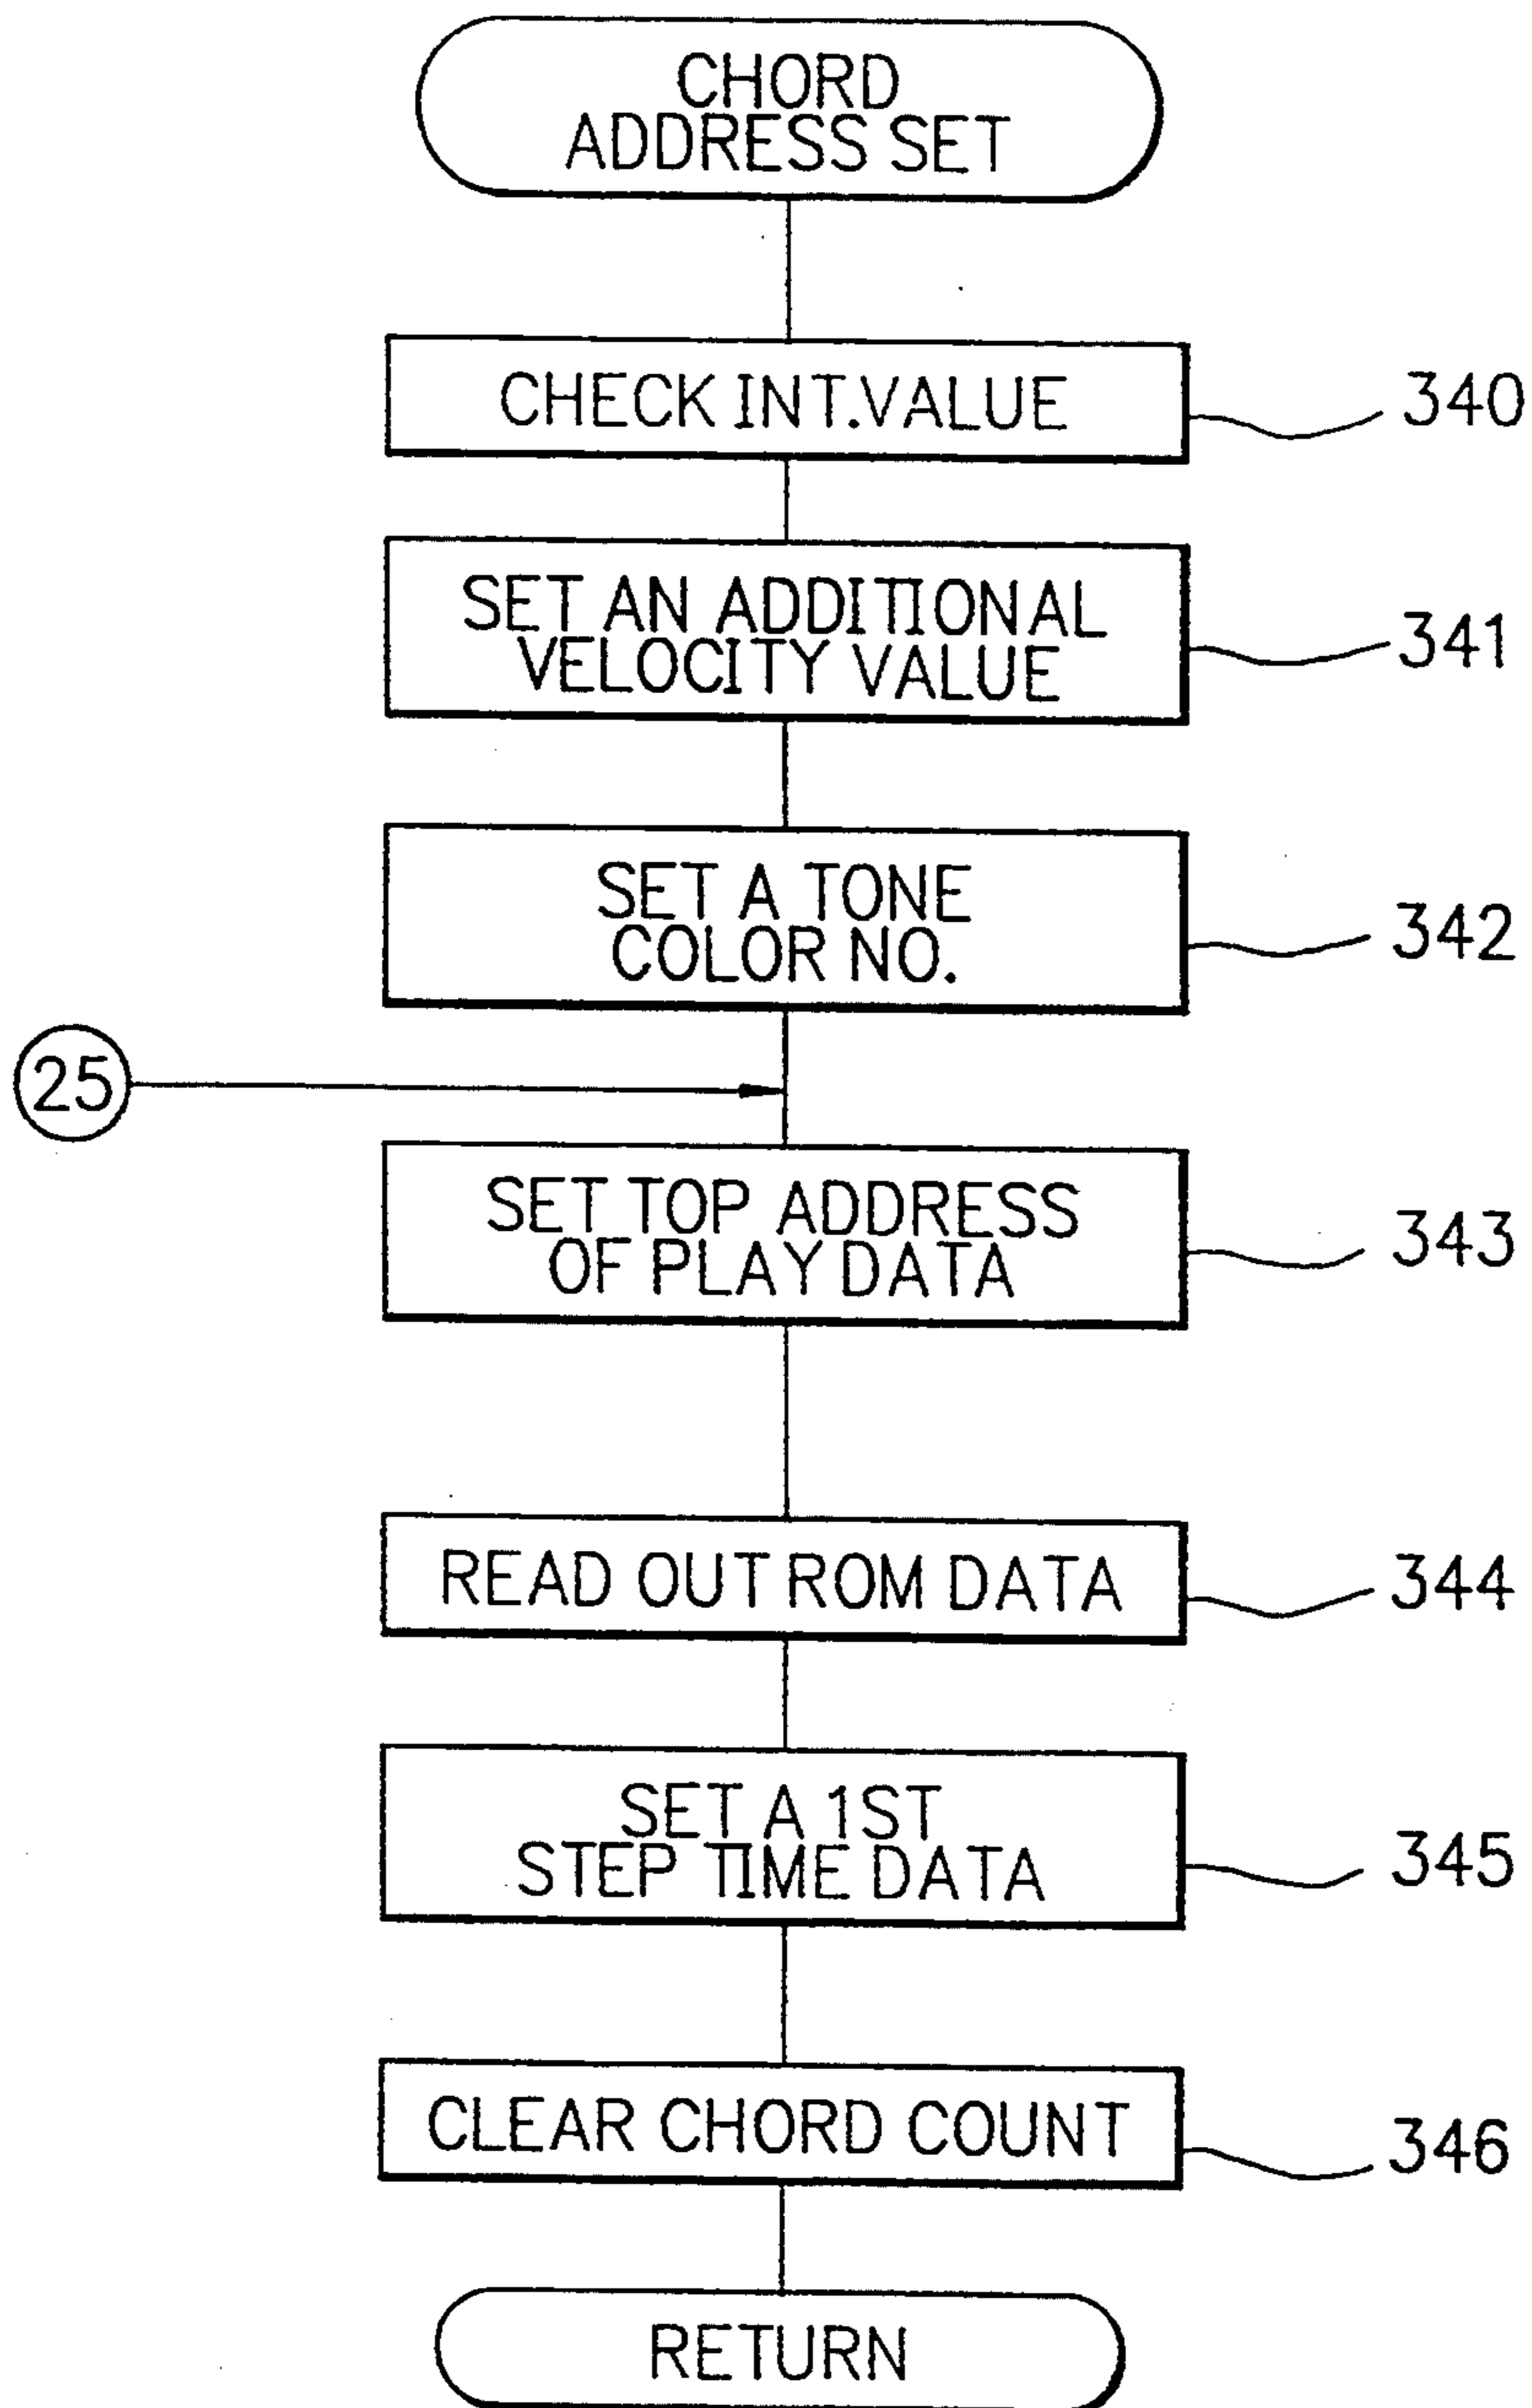 CHORD
ADDRESS SET
CHECK INT.VALUE
340
SET AN ADDITIONAL
VELOCITY VALUE
341
SET A TONE
COLOR NO.
342
25
SET TOP ADDRESS
OF PLAY DATA
343
READ OUT ROM DATA
344
SET A 1ST
STEP TIME DATA
345
CLEAR CHORD COUNT
346
RETURN